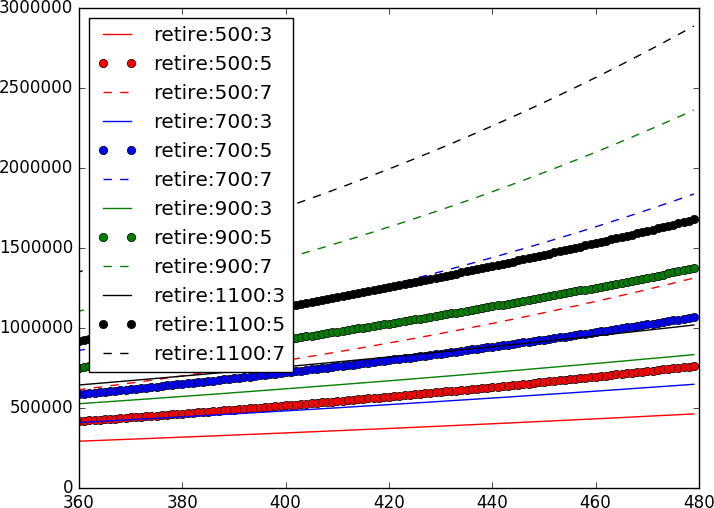 3000000
2500000
2000000
1500000
1000000
500000
0
retire:500:3
retire:500:5
retire:500:7
retire:700:3
retire:700:5
retire:700:7
retire:900:3
retire:900:5
retire:900:7
retire:1100:3
retire:1100:5
retire:1100:7
360 380 400 420 440 460 480